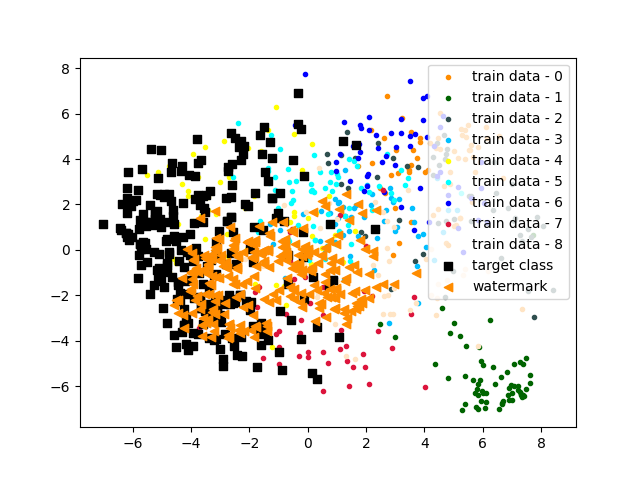 8
6
4
2
0
−2
−4
−6
−6
−4
−2
0
2
4
6
8
train data - 0
train data - 1
train data - 2
train data - 3
train data - 4
train data - 5
train data - 6
train data - 7
train data - 8
target class
watermark